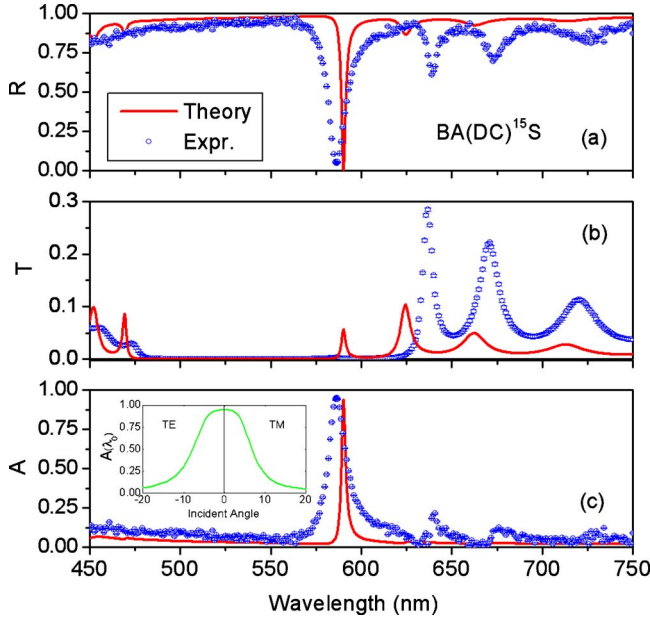 1.00
0.75
0.50
0.25
0.00
R
Theory
Expr.
BA(DC)¹⁵S
(a)
0.3
0.2
0.1
0.0
T
(b)
1.00
0.75
0.50
0.25
0.00
A
1.00
0.75
0.50
0.25
0.00
A(λ₀)
TE
TM
-20
-10
0
10
20
Incident Angle
(c)
450
500
550
600
650
700
750
Wavelength (nm)